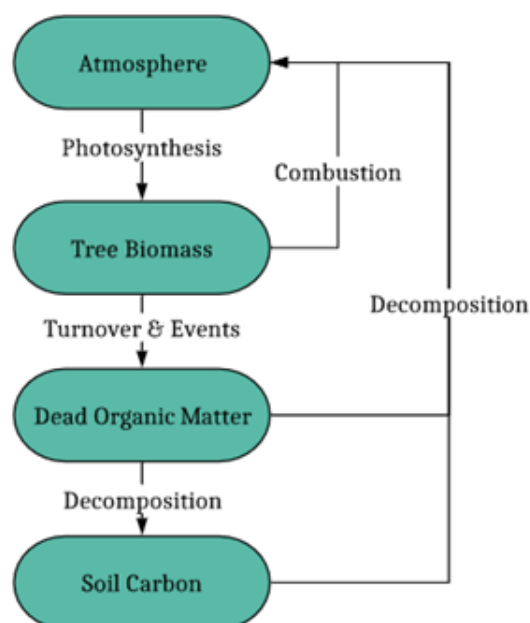 Atmosphere
Photosynthesis
Combustion
Tree Biomass
Decomposition
Turnover & Events
Dead Organic Matter
Decomposition
Soil Carbon